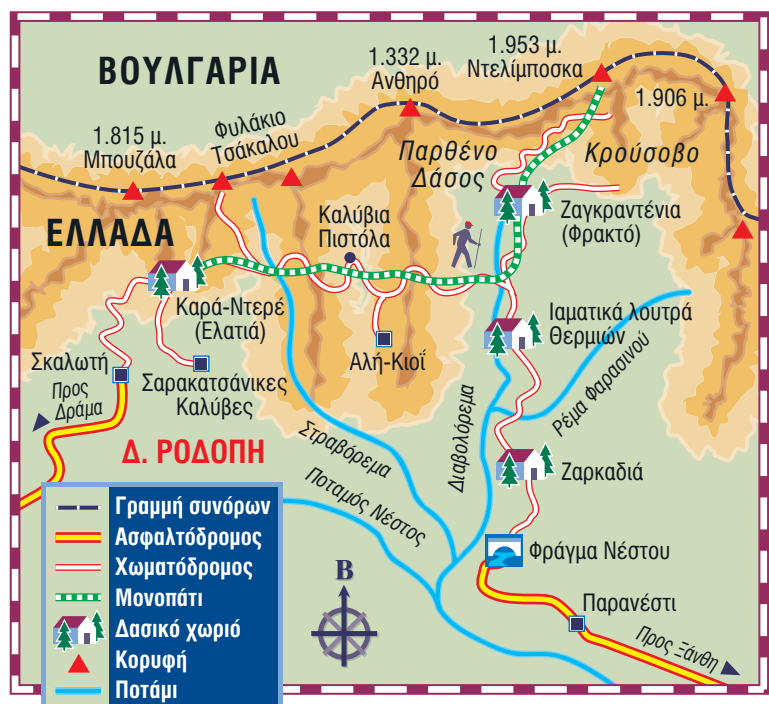 ΒΟΥΛΓΑΡΙΑ
1.815 μ.
Μπουζάλα
Φυλάκιο
Τσάκαλου
1.332 μ.
Ανθηρό
1.953 μ.
Ντελίμποσκα
1.906 μ.
Παρθένο
Δάσος
Κρούσοβο
ΕΛΛΑΔΑ
Καλύβια
Πιστόλα
Ζαγκραντένια
(Φρακτό)
Καρά-Ντερέ
(Ελατιά)
Ιαματικά λουτρά
Θερμιών
Σκαλωτή
Σαρακατσάνικες
Καλύβες
Αλή-Κιοΐ
Προς
Δράμα
Δ. ΡΟΔΟΠΗ
Στραβόρεμα
Διαβολόρεμα
Ρέμα Φαρασινού
Ποταμός Νέστος
Ζαρκαδιά
Φράγμα Νέστου
Παρανέστι
Προς Ξάνθη
Β
Γραμμή συνόρων
Ασφαλτόδρομος
Χωματόδρομος
Μονοπάτι
Δασικό χωριό
Κορυφή
Ποτάμι